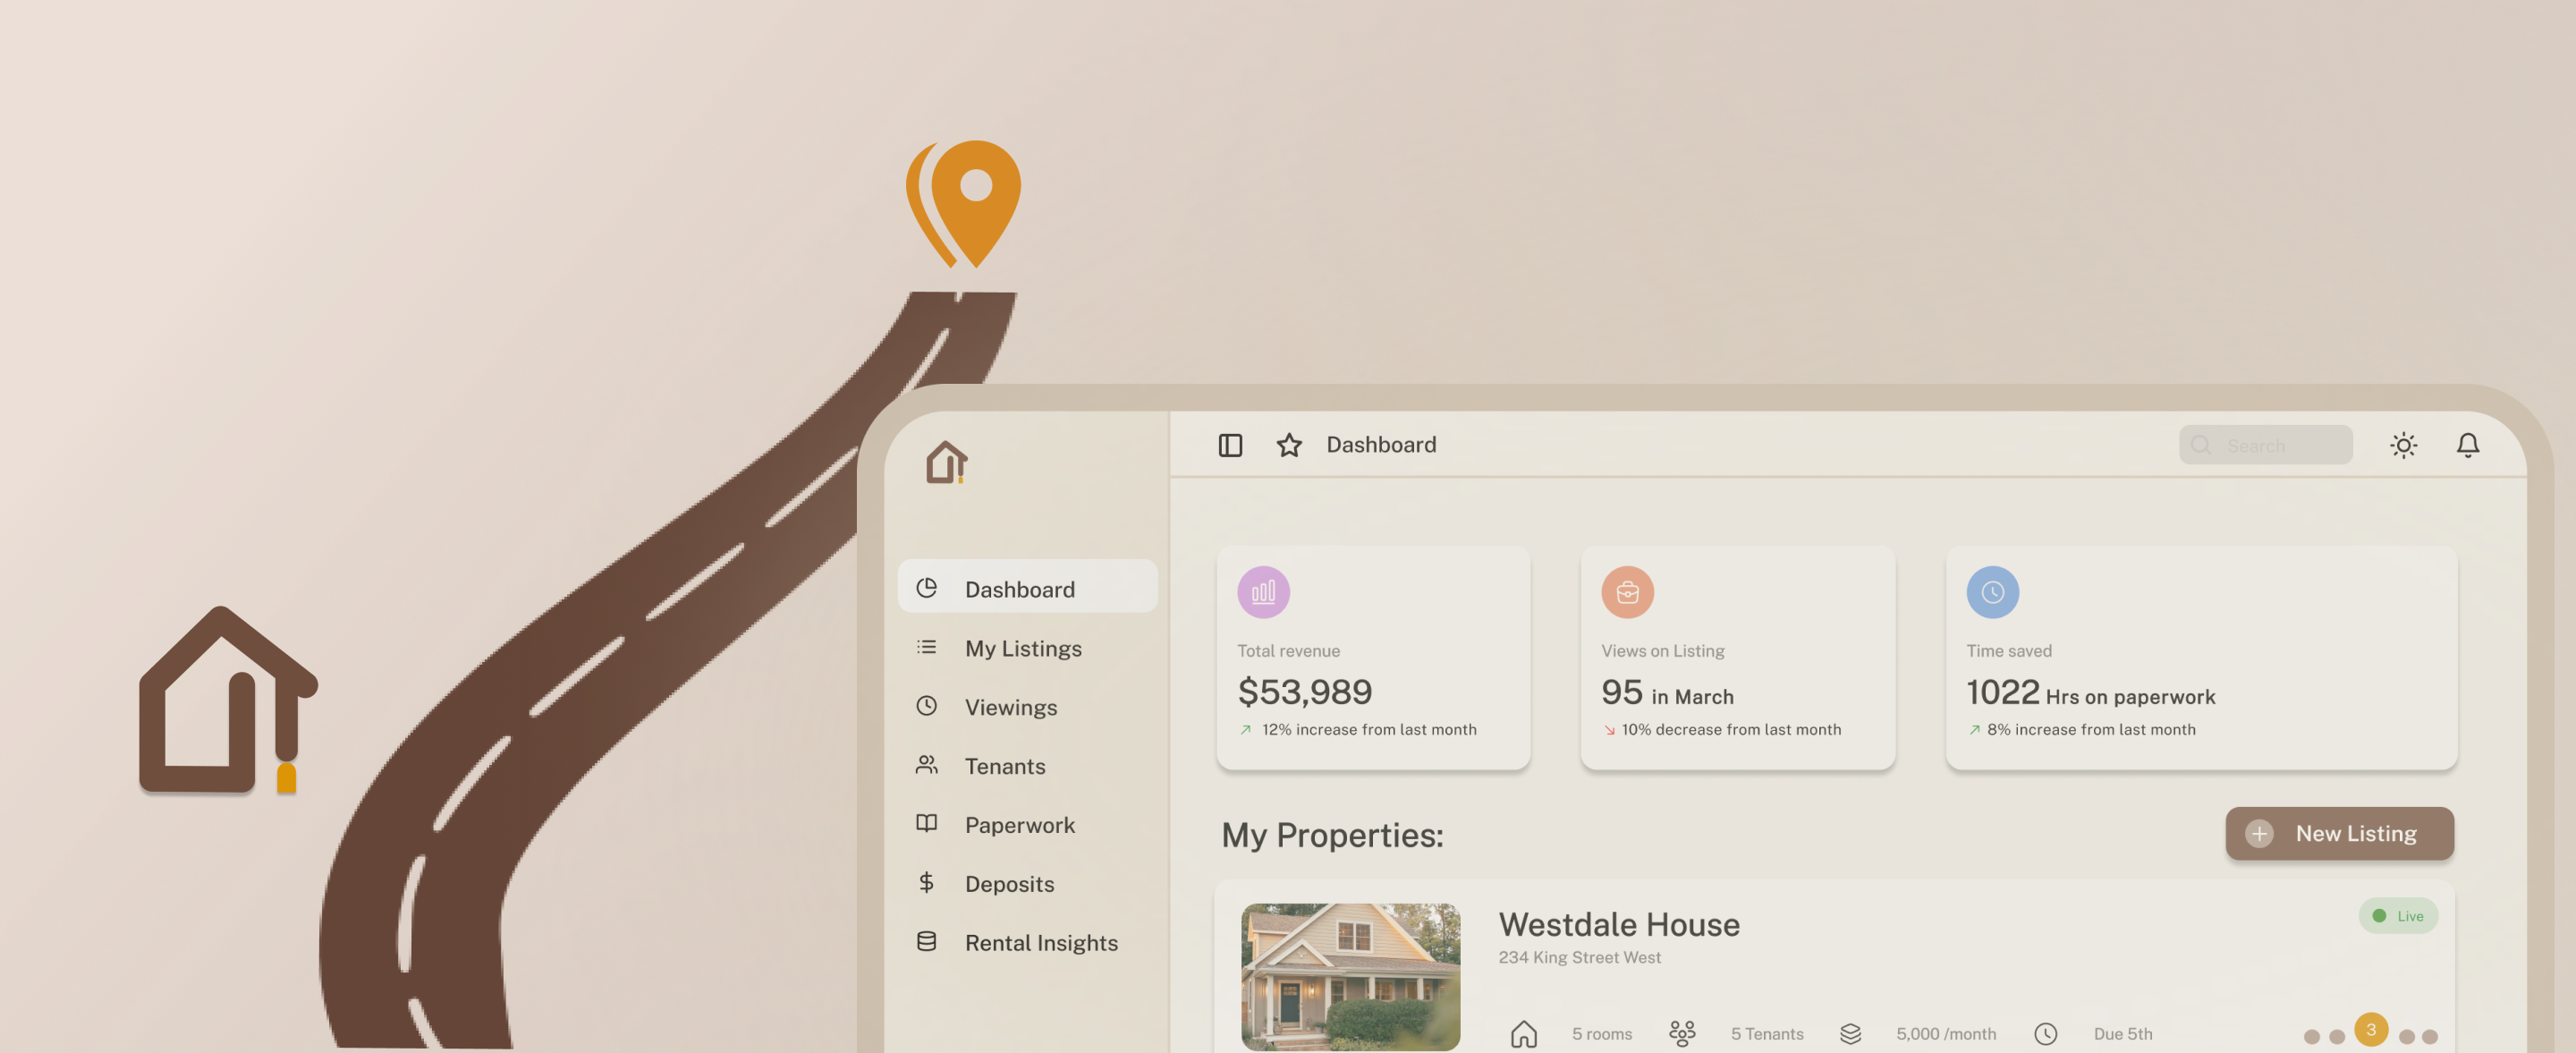 Dashboard
Search
Dashboard
My Listings
Viewings
Tenants
Paperwork
Deposits
Rental Insights
Total revenue
$53,989
12% increase from last month
Views on Listing
95 in March
10% decrease from last month
Time saved
1022 Hrs on paperwork
8% increase from last month
My Properties:
New Listing
Westdale House
Live
234 King Street West
5 rooms
5 Tenants
5,000 /month
Due 5th
3